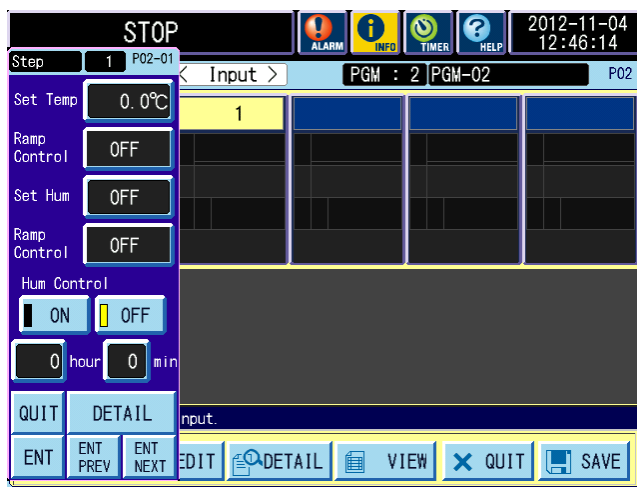 STOP
ALARM
INFO
TIMER
HELP
2012-11-04
12:46:14
Step 1 P02-01
< Input >
PGM : 2 PGM-02
P02
Set Temp 0.0℃
1
Ramp
Control OFF
Set Hum OFF
Ramp
Control OFF
Hum Control
ON OFF
0 hour 0 min
QUIT DETAIL
nput.
ENT
ENT
PREV
ENT
NEXT
EDIT
DETAIL
VIEW
QUIT
SAVE